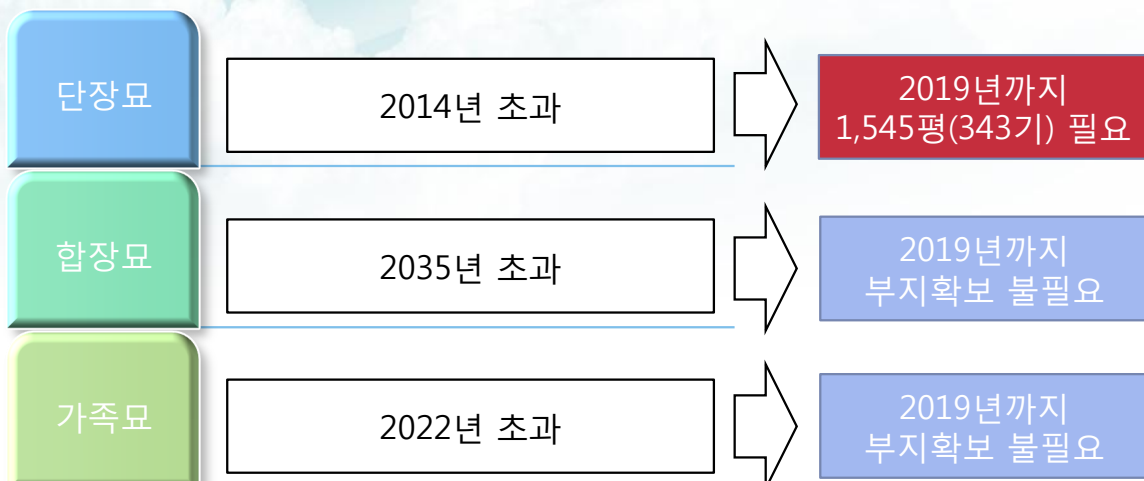 단장묘
2014년 초과
2019년까지
1,545평(343기) 필요
합장묘
2035년 초과
2019년까지
부지확보 불필요
가족묘
2022년 초과
2019년까지
부지확보 불필요